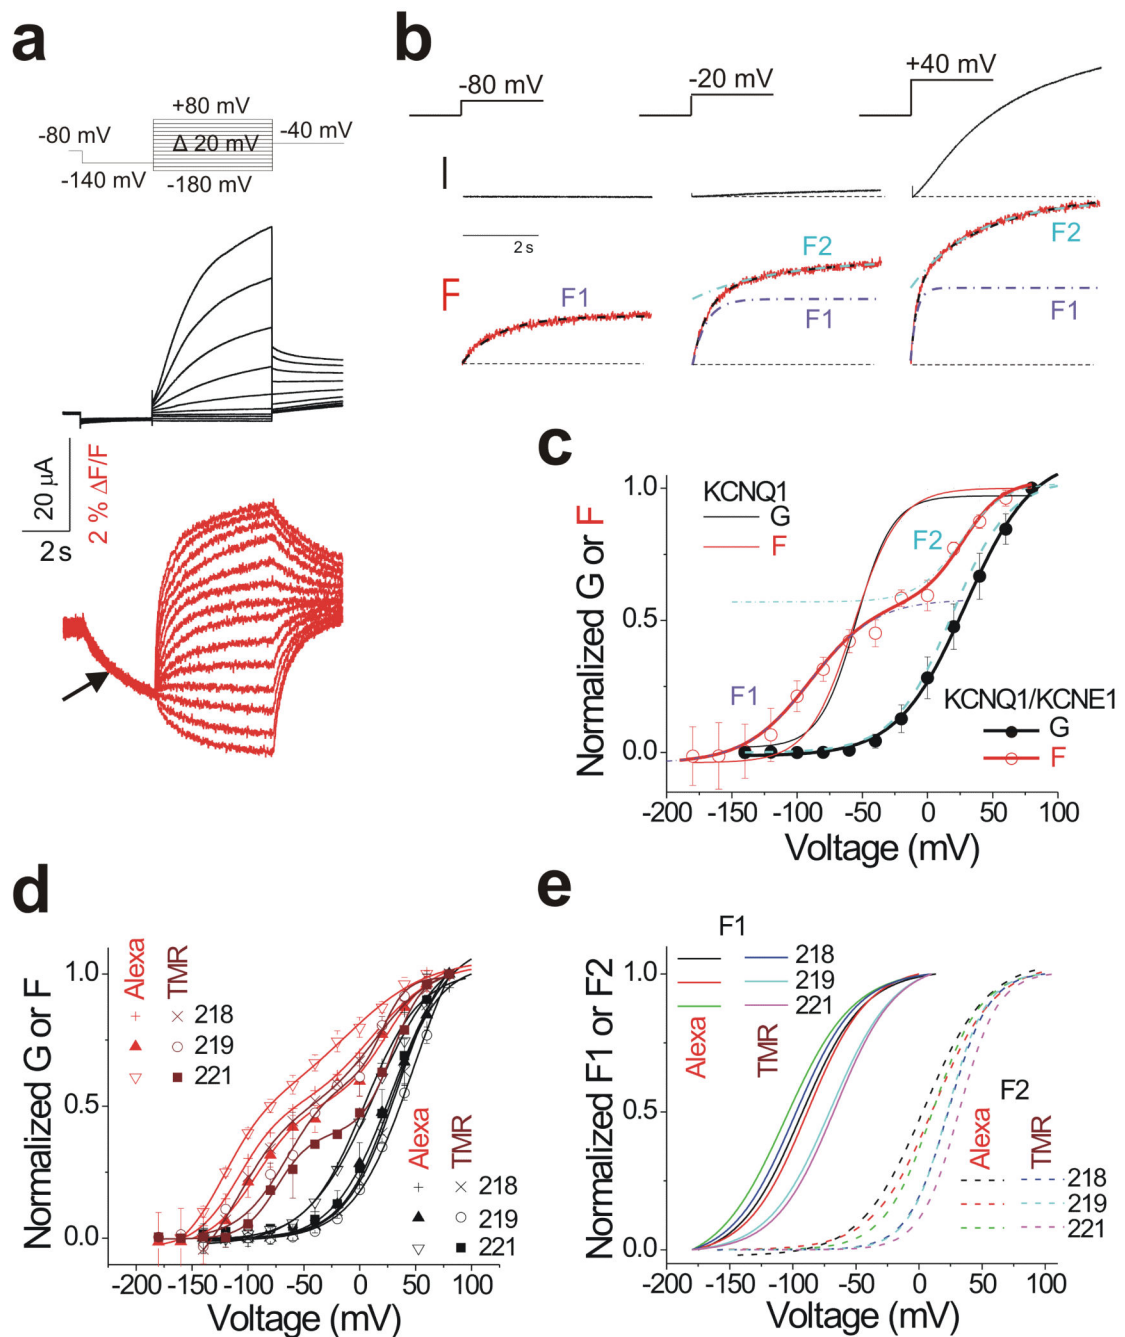 a
+80 mV
-80 mV
Δ 20 mV
-40 mV
-140 mV
-180 mV
20 µA
2 % ΔF/F
2 s
b
-80 mV
-20 mV
+40 mV
I
2 s
F
F1
F2
F1
F2
F1
c
Normalized G or F
1.0
0.5
0.0
KCNQ1
G
F
F2
F1
KCNQ1/KCNE1
G
F
-200 -150 -100 -50 0 50 100
Voltage (mV)
d
Normalized G or F
1.0
0.5
0.0
Alexa TMR
218
219
221
Alexa TMR
218
219
221
-200 -150 -100 -50 0 50 100
Voltage (mV)
e
Normalized F1 or F2
1.0
0.5
0.0
F1
218
219
221
Alexa TMR
F2
Alexa TMR
218
219
221
-200 -150 -100 -50 0 50 100
Voltage (mV)